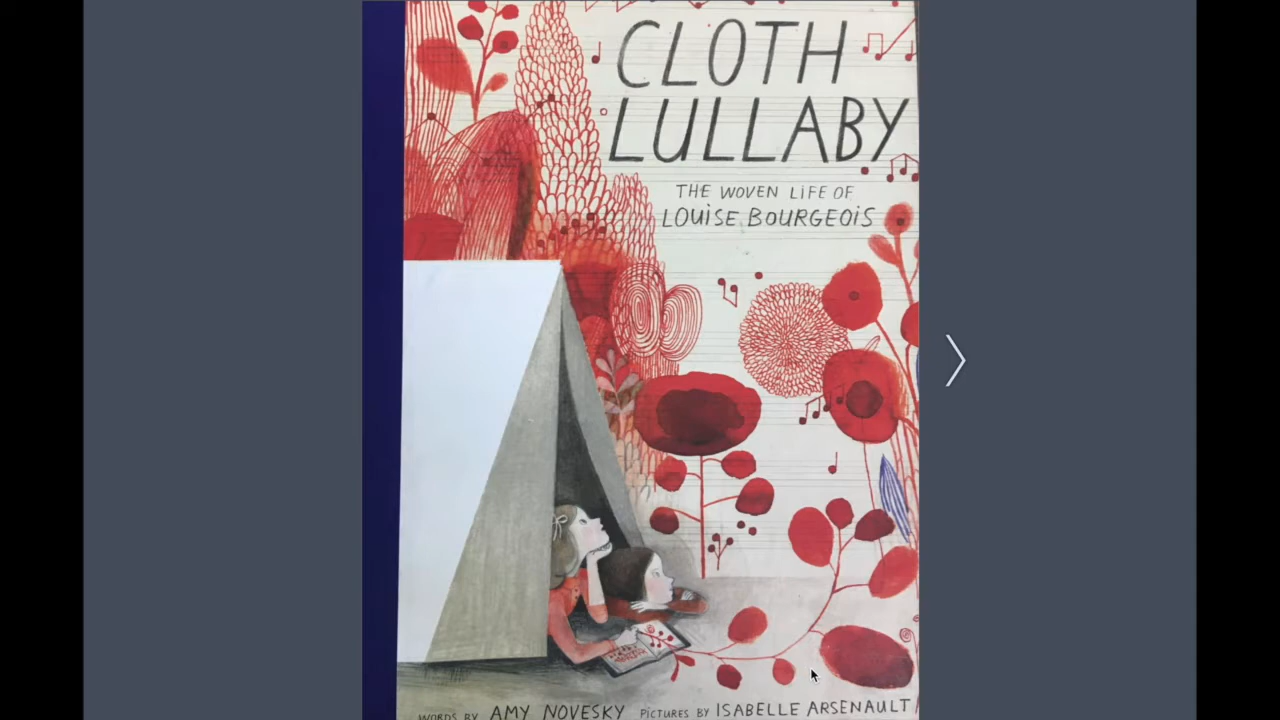 CLOTH
LULLABY
THE WOVEN LIFE OF
LOUISE BOURGEOIS
WORDS BY AMY NOVESKY PICTURES BY ISABELLE ARSENAULT